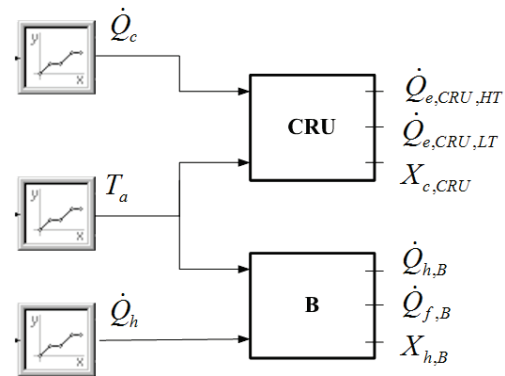 y
x
Q̇c
CRU
Q̇e,CRU,HT
Q̇e,CRU,LT
Xc,CRU
y
x
Ta
Q̇h,B
y
x
Q̇h
B
Q̇f,B
Xh,B